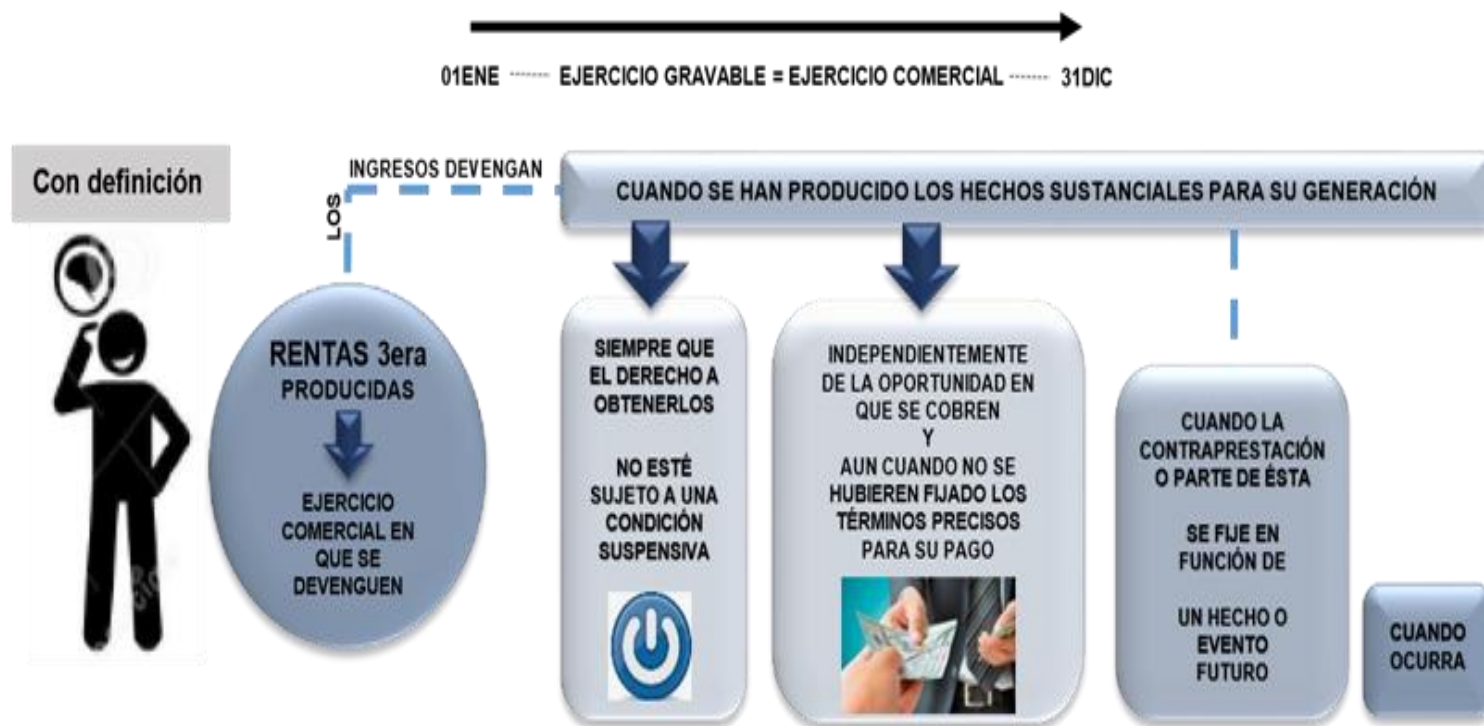 01ENE ------- EJERCICIO GRAVABLE = EJERCICIO COMERCIAL ------- 31DIC
Con definición
LOS
INGRESOS DEVENGAN
CUANDO SE HAN PRODUCIDO LOS HECHOS SUSTANCIALES PARA SU GENERACIÓN
RENTAS 3era
PRODUCIDAS
EJERCICIO
COMERCIAL EN
QUE SE
DEVENGUEN
SIEMPRE QUE
EL DERECHO A
OBTENERLOS
NO ESTÉ
SUJETO A UNA
CONDICIÓN
SUSPENSIVA
INDEPENDIENTEMENTE
DE LA OPORTUNIDAD EN
QUE SE COBREN
Y
AUN CUANDO NO SE
HUBIEREN FIJADO LOS
TÉRMINOS PRECISOS
PARA SU PAGO
CUANDO LA
CONTRAPRESTACIÓN
O PARTE DE ÉSTA
SE FIJE EN
FUNCIÓN DE
UN HECHO O
EVENTO
FUTURO
CUANDO
OCURRA